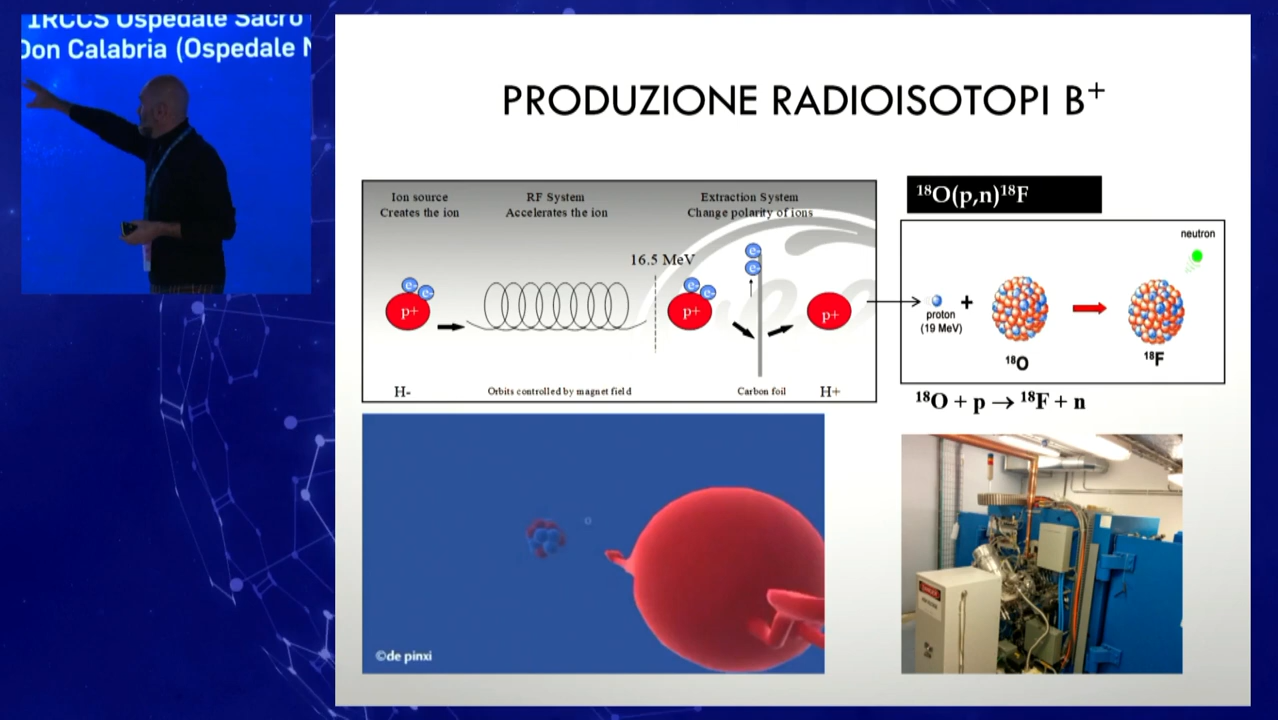 IRCCS Ospedale Sacro
Don Calabria (Ospedale N
PRODUZIONE RADIOISOTOPI B⁺
Ion source
Creates the ion
RF System
Accelerates the ion
Extraction System
Change polarity of ions
16.5 MeV
e-
e-
p+
e-
e-
p+
e-
e-
p+
H-
Orbits controlled by magnet field
Carbon foil
H+
¹⁸O(p,n)¹⁸F
neutron
proton
(19 MeV)
+
¹⁸O
¹⁸F
¹⁸O + p → ¹⁸F + n
©de pinxi
DANGER